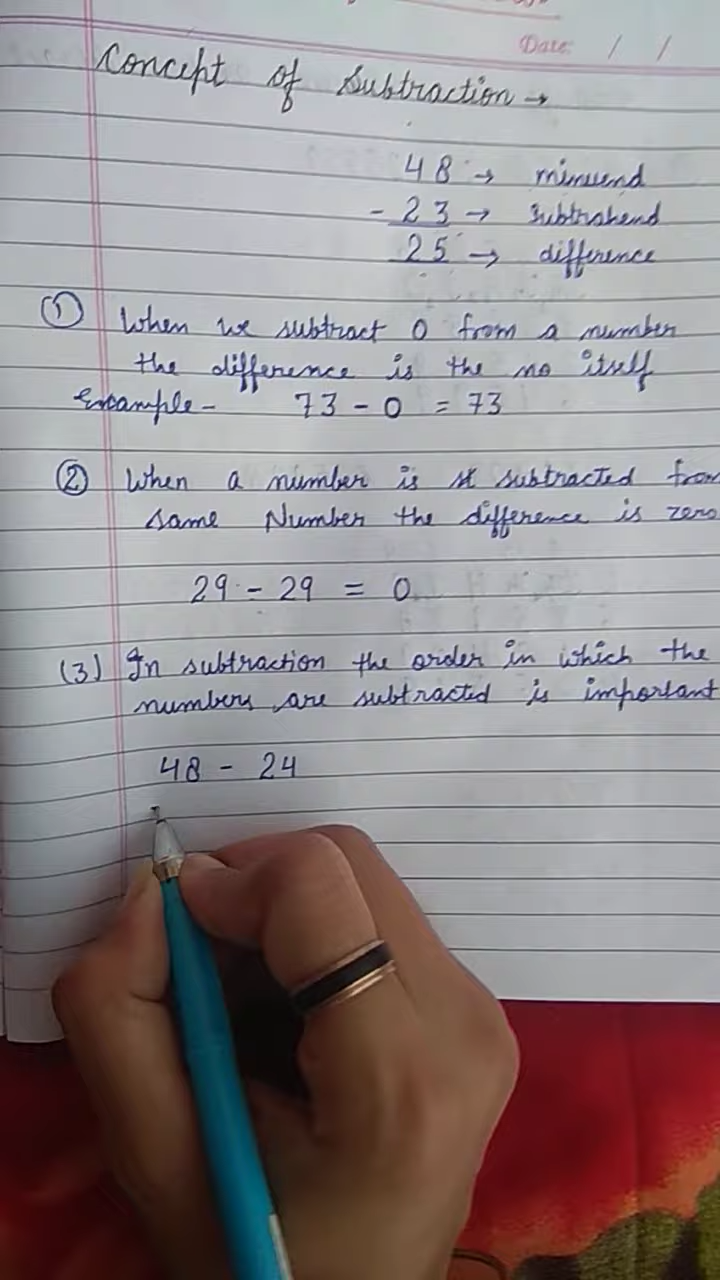 Date: / /
Concept of Subtraction →
48 → minuend
- 23 → subtrahend
25 → difference
(1) When we subtract 0 from a number
the difference is the no itself
Example - 73 - 0 = 73
(2) When a number is st subtracted from
same Number the difference is zero
29 - 29 = 0
(3) In subtraction the order in which the
numbers are subtracted is important
48 - 24